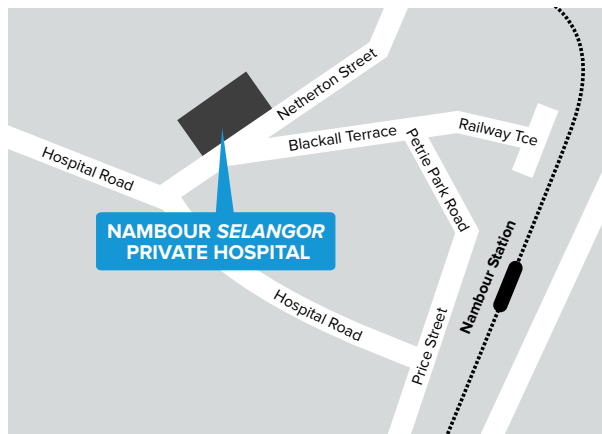 Netherton Street
Blackall Terrace
Railway Tce
Hospital Road
Petrie Park Road
NAMBOUR SELANGOR
PRIVATE HOSPITAL
Nambour Station
Hospital Road
Price Street